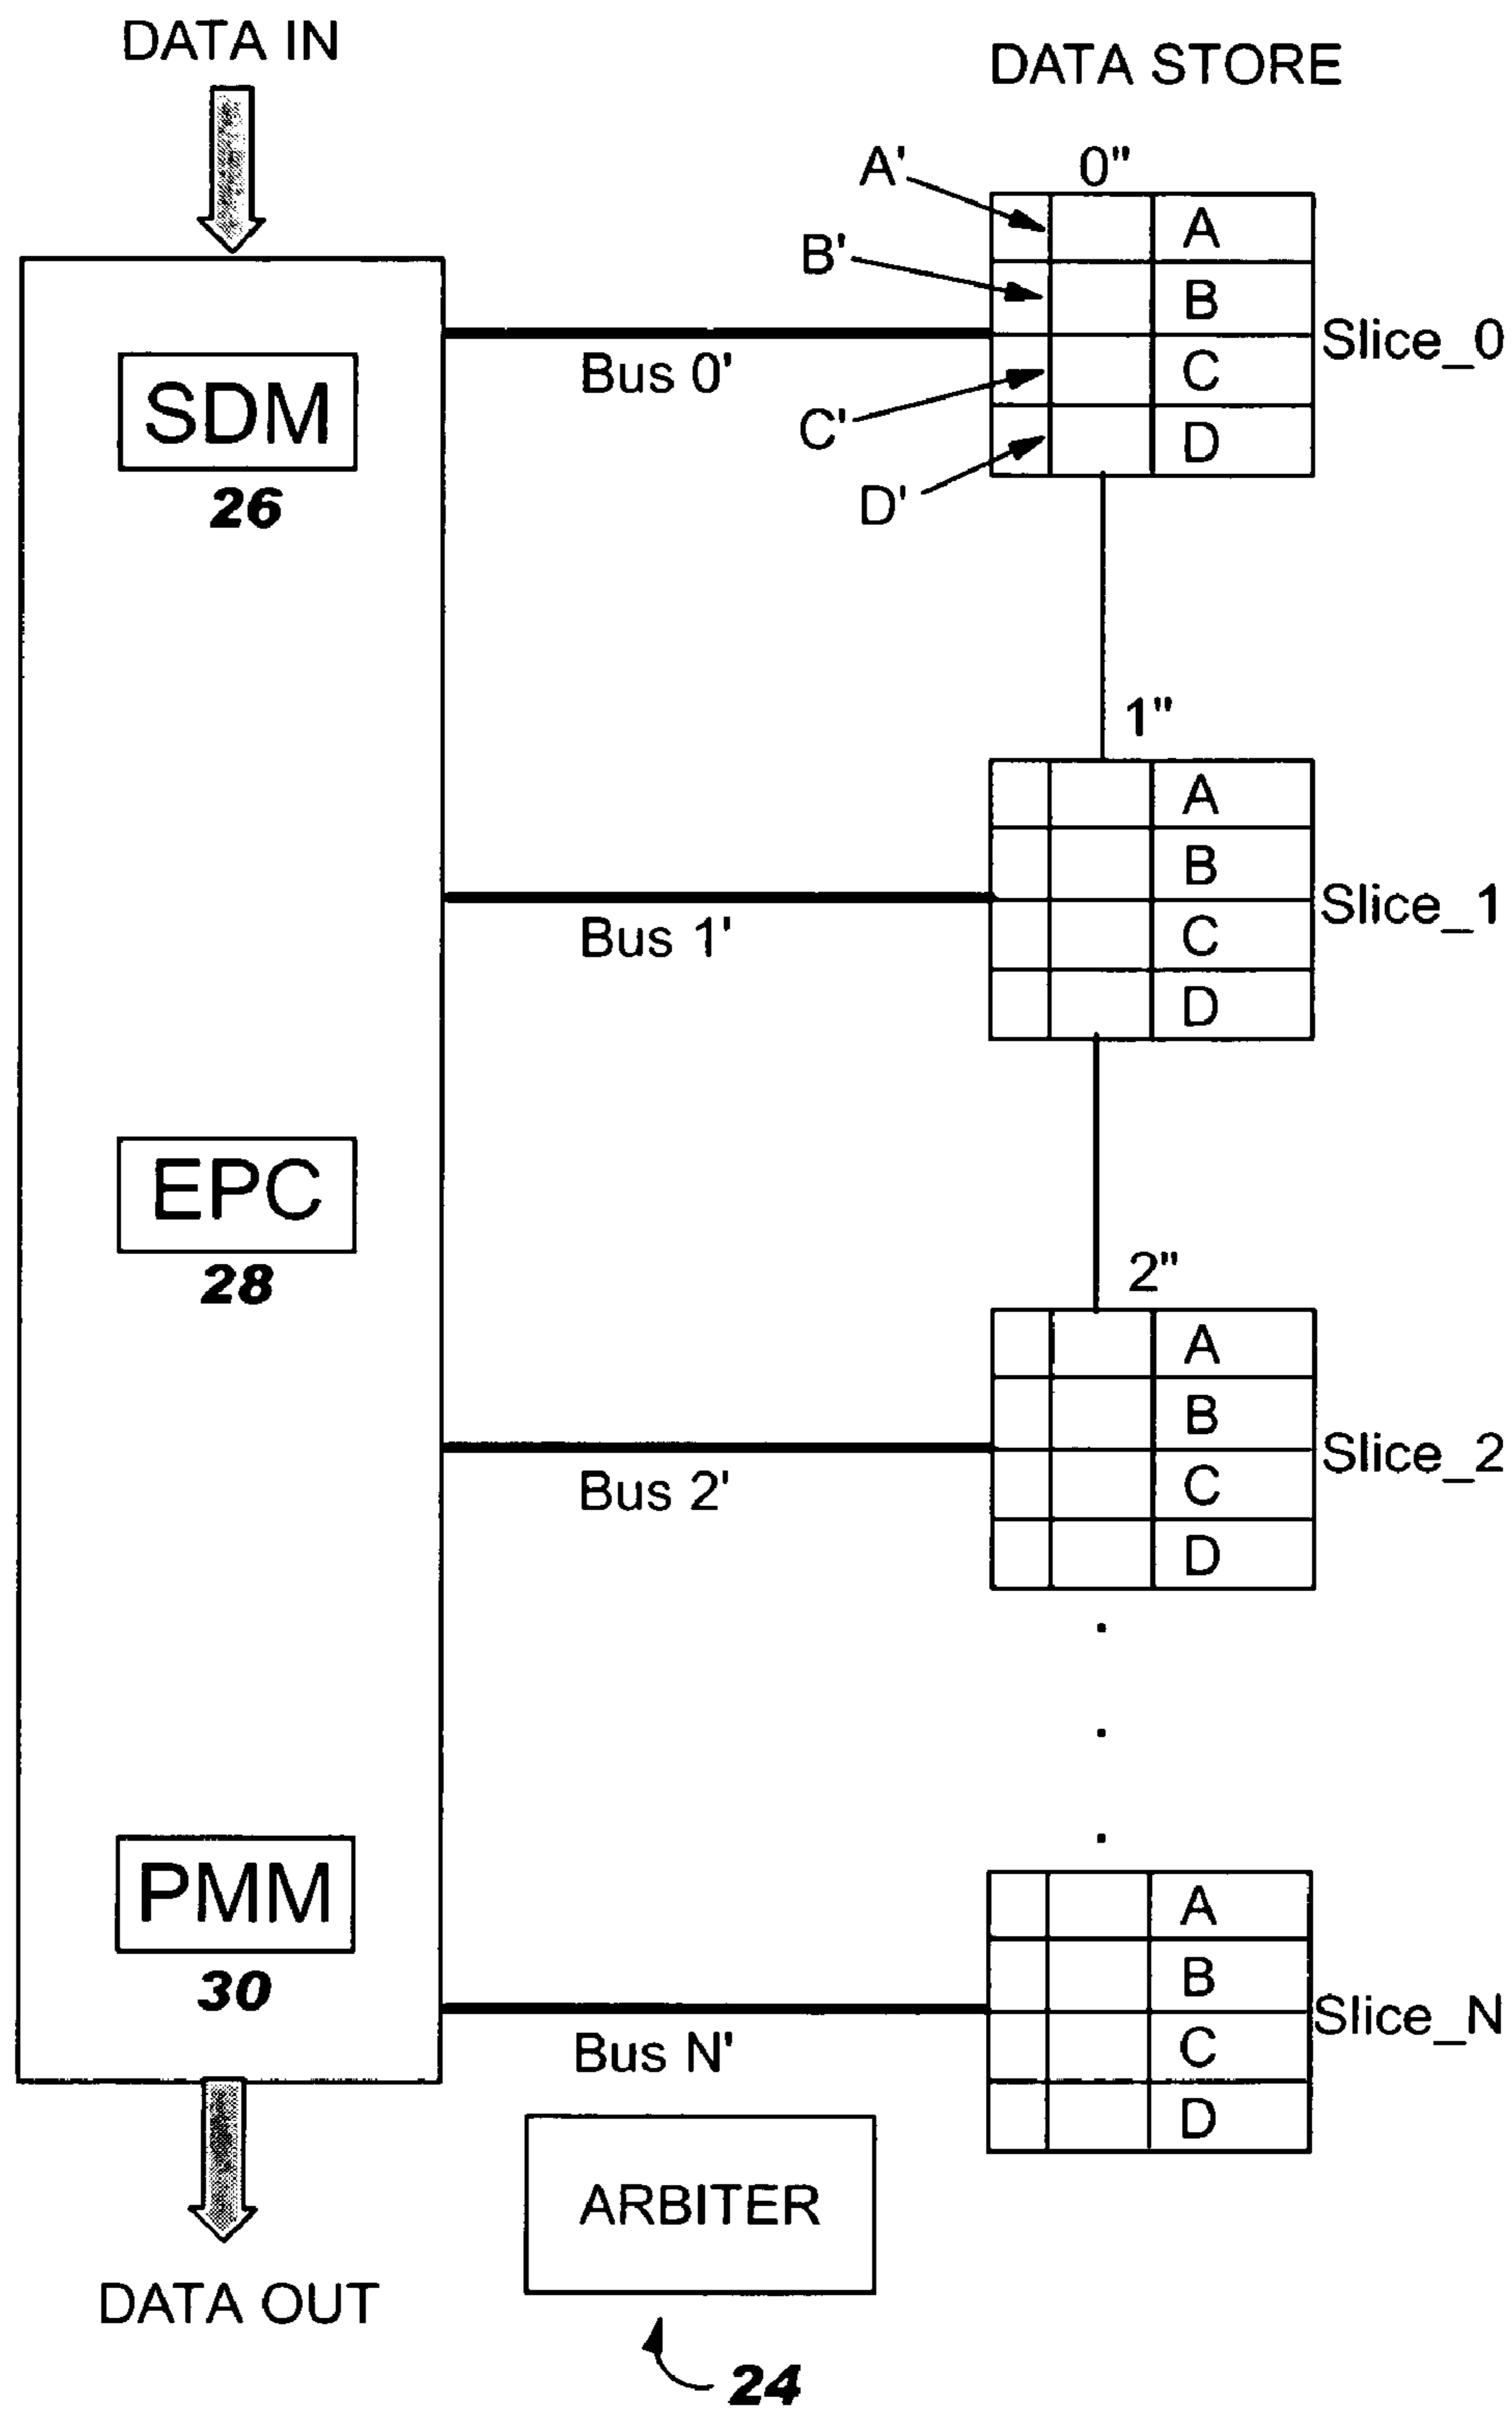 DATA IN
DATA STORE
A'
0"
B'
C'
D'
A
B
C
D
Slice_0
Bus 0'
SDM
26
1"
A
B
C
D
Slice_1
Bus 1'
EPC
28
2"
A
B
C
D
Slice_2
Bus 2'
PMM
30
A
B
C
D
Slice_N
Bus N'
ARBITER
24
DATA OUT